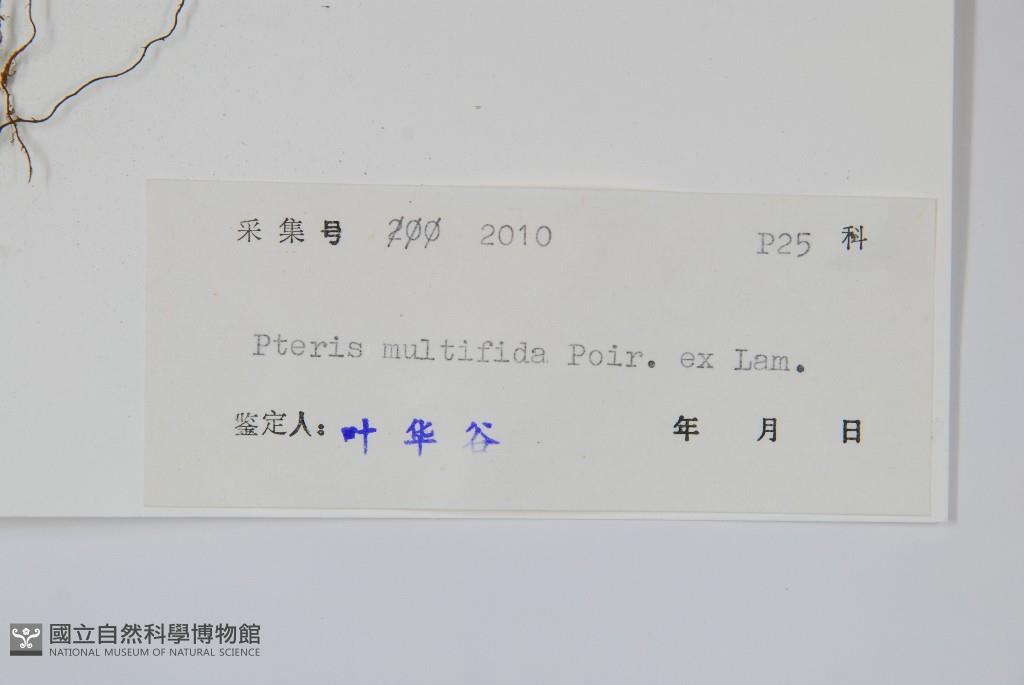 采集号 200 2010 P25 科
Pteris multifida Poir. ex Lam.
鉴定人: 叶华谷 年 月 日
國立自然科學博物館
NATIONAL MUSEUM OF NATURAL SCIENCE